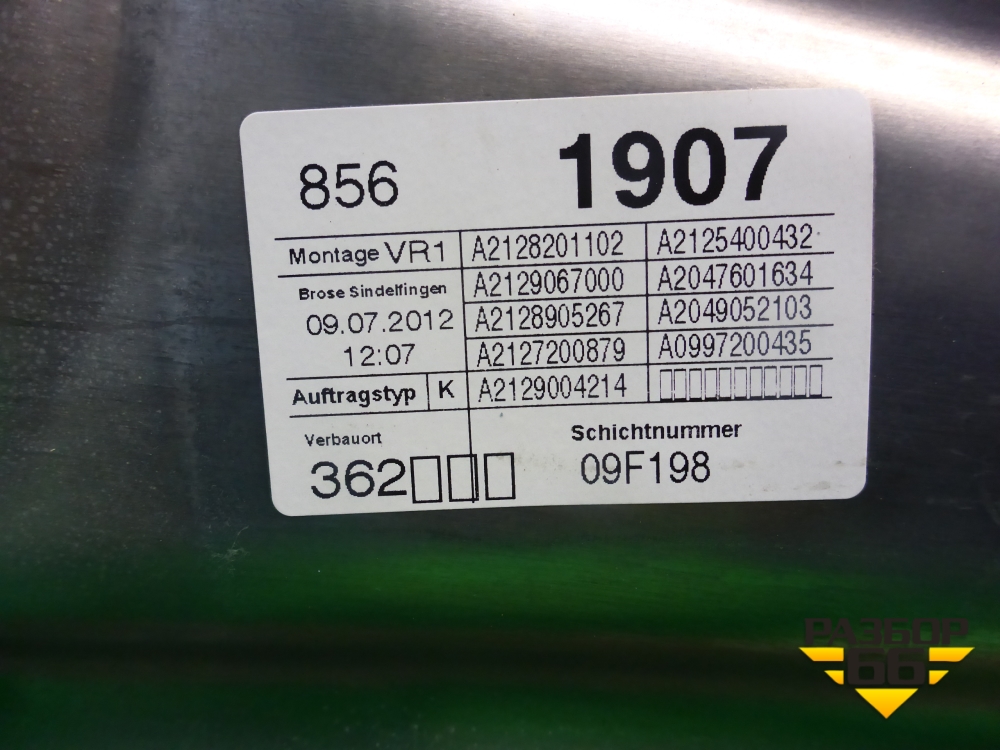 856 1907
Montage VR1 A2128201102 A2125400432
Brose Sindelfingen A2129067000 A2047601634
09.07.2012 A2128905267 A2049052103
12:07 A2127200879 A0997200435
Auftragstyp K A2129004214
Verbauort Schichtnummer
362 09F198
РАЗБОР
66